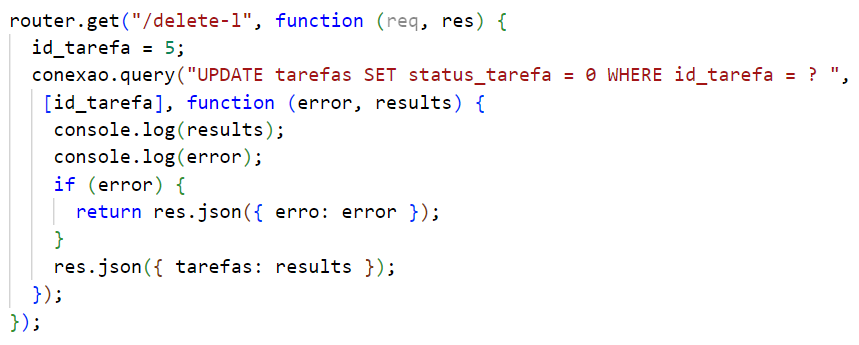 router.get("/delete-l", function (req, res) {
id_tarefa = 5;
conexao.query("UPDATE tarefas SET status_tarefa = 0 WHERE id_tarefa = ? ",
[id_tarefa], function (error, results) {
console.log(results);
console.log(error);
if (error) {
return res.json({ erro: error });
}
res.json({ tarefas: results });
});
});